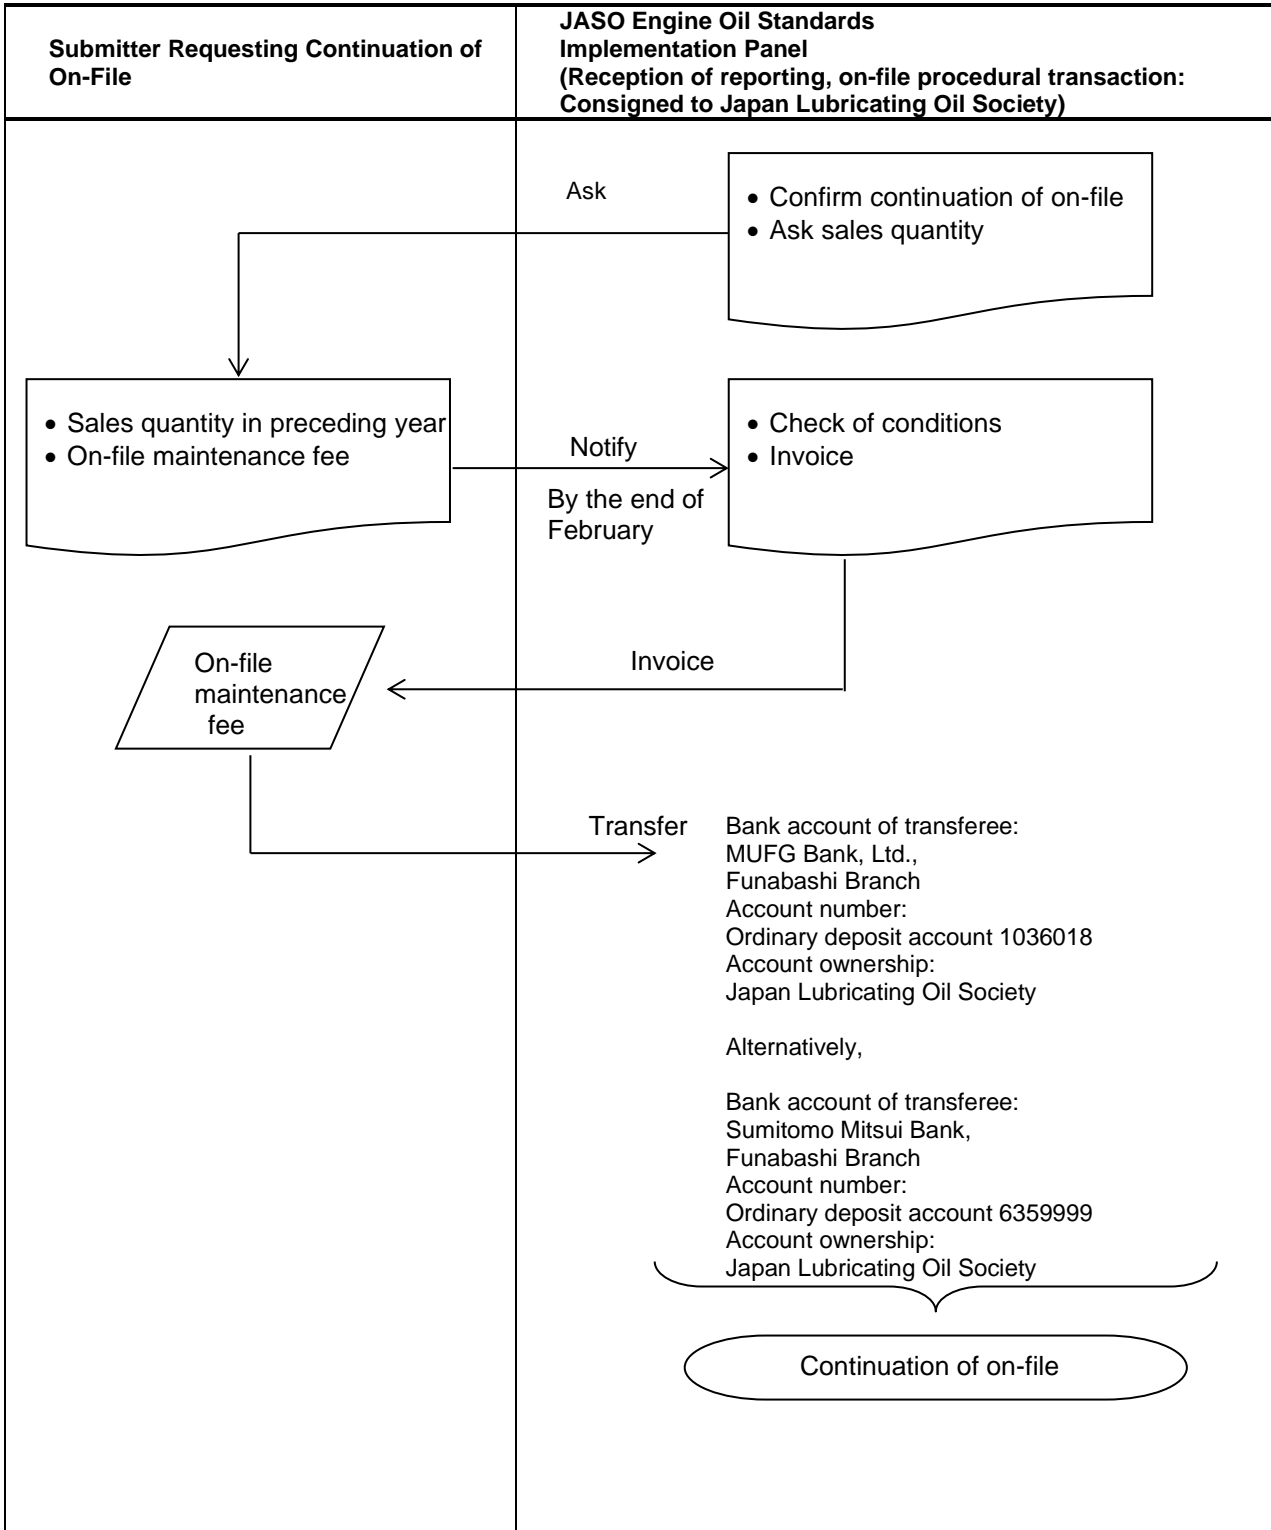 Submitter Requesting Continuation of
On-File
JASO Engine Oil Standards
Implementation Panel
(Reception of reporting, on-file procedural transaction:
Consigned to Japan Lubricating Oil Society)
Ask
• Confirm continuation of on-file
• Ask sales quantity
• Sales quantity in preceding year
• On-file maintenance fee
Notify
By the end of
February
• Check of conditions
• Invoice
Invoice
On-file
maintenance
fee
Transfer
Bank account of transferee:
MUFG Bank, Ltd.,
Funabashi Branch
Account number:
Ordinary deposit account 1036018
Account ownership:
Japan Lubricating Oil Society
Alternatively,
Bank account of transferee:
Sumitomo Mitsui Bank,
Funabashi Branch
Account number:
Ordinary deposit account 6359999
Account ownership:
Japan Lubricating Oil Society
Continuation of on-file